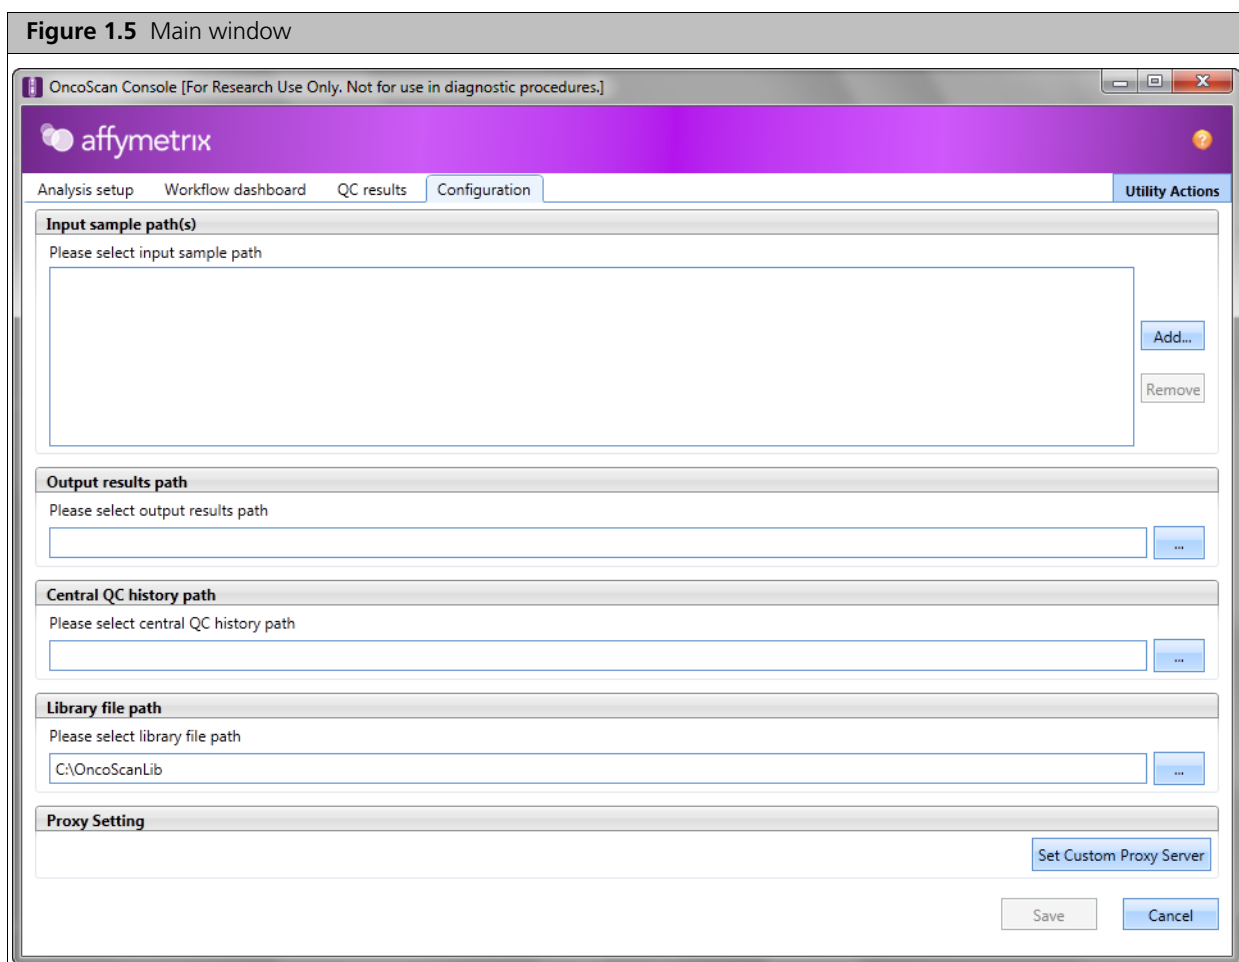 Figure 1.5 Main window
OncoScan Console [For Research Use Only. Not for use in diagnostic procedures.]
affymetrix
?
Analysis setup Workflow dashboard QC results Configuration Utility Actions
Input sample path(s)
Please select input sample path
Add...
Remove
Output results path
Please select output results path
...
Central QC history path
Please select central QC history path
...
Library file path
Please select library file path
C:\OncoScanLib
...
Proxy Setting
Set Custom Proxy Server
Save Cancel